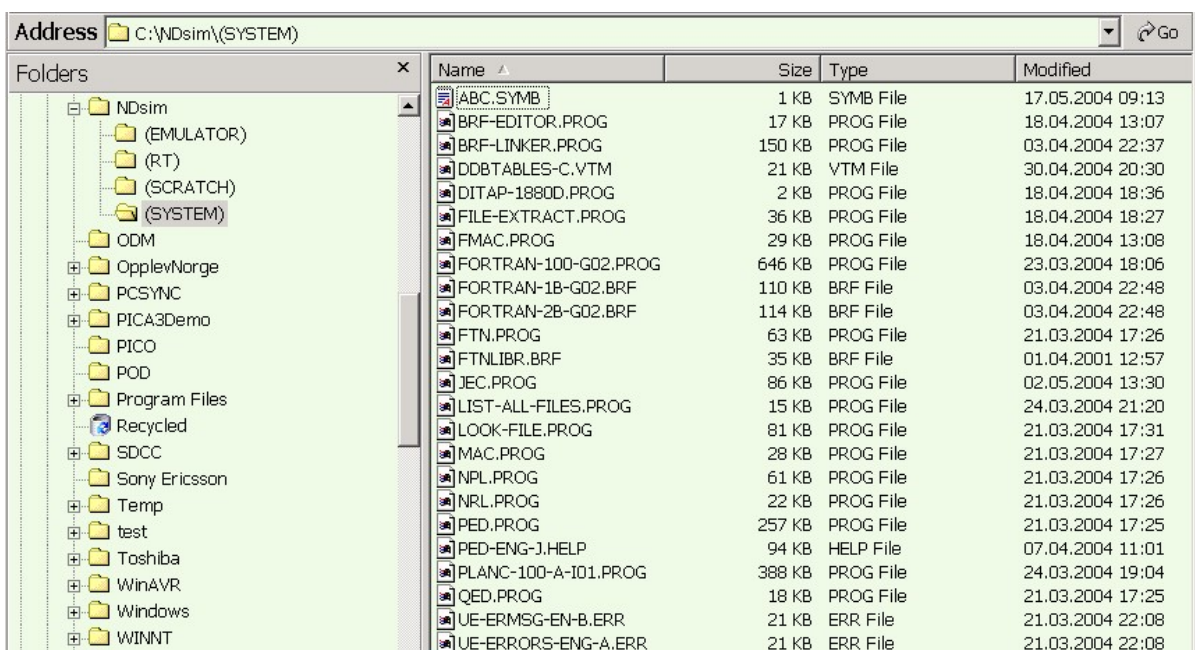 Address C:\NDsim\(SYSTEM) Go
Folders ×
NDsim
(EMULATOR)
(RT)
(SCRATCH)
(SYSTEM)
ODM
OpplevNorge
PCSYNC
PICA3Demo
PICO
POD
Program Files
Recycled
SDCC
Sony Ericsson
Temp
test
Toshiba
WinAVR
Windows
WINNT
Name Size Type Modified
ABC.SYMB 1 KB SYMB File 17.05.2004 09:13
BRF-EDITOR.PROG 17 KB PROG File 18.04.2004 13:07
BRF-LINKER.PROG 150 KB PROG File 03.04.2004 22:37
DDBTABLES-C.VTM 21 KB VTM File 30.04.2004 20:30
DITAP-1880D.PROG 2 KB PROG File 18.04.2004 18:36
FILE-EXTRACT.PROG 36 KB PROG File 18.04.2004 18:27
FMAC.PROG 29 KB PROG File 18.04.2004 13:08
FORTRAN-100-G02.PROG 646 KB PROG File 23.03.2004 18:06
FORTRAN-1B-G02.BRF 110 KB BRF File 03.04.2004 22:48
FORTRAN-2B-G02.BRF 114 KB BRF File 03.04.2004 22:48
FTN.PROG 63 KB PROG File 21.03.2004 17:26
FTNLIBR.BRF 35 KB BRF File 01.04.2001 12:57
JEC.PROG 86 KB PROG File 02.05.2004 13:30
LIST-ALL-FILES.PROG 15 KB PROG File 24.03.2004 21:20
LOOK-FILE.PROG 81 KB PROG File 21.03.2004 17:31
MAC.PROG 28 KB PROG File 21.03.2004 17:27
NPL.PROG 61 KB PROG File 21.03.2004 17:26
NRL.PROG 22 KB PROG File 21.03.2004 17:26
PED.PROG 257 KB PROG File 21.03.2004 17:25
PED-ENG-J.HELP 94 KB HELP File 07.04.2004 11:01
PLANC-100-A-I01.PROG 388 KB PROG File 24.03.2004 19:04
QED.PROG 18 KB PROG File 21.03.2004 17:25
UE-ERMSG-EN-B.ERR 21 KB ERR File 21.03.2004 22:08
UE-ERRORS-ENG-A.ERR 21 KB ERR File 21.03.2004 22:08